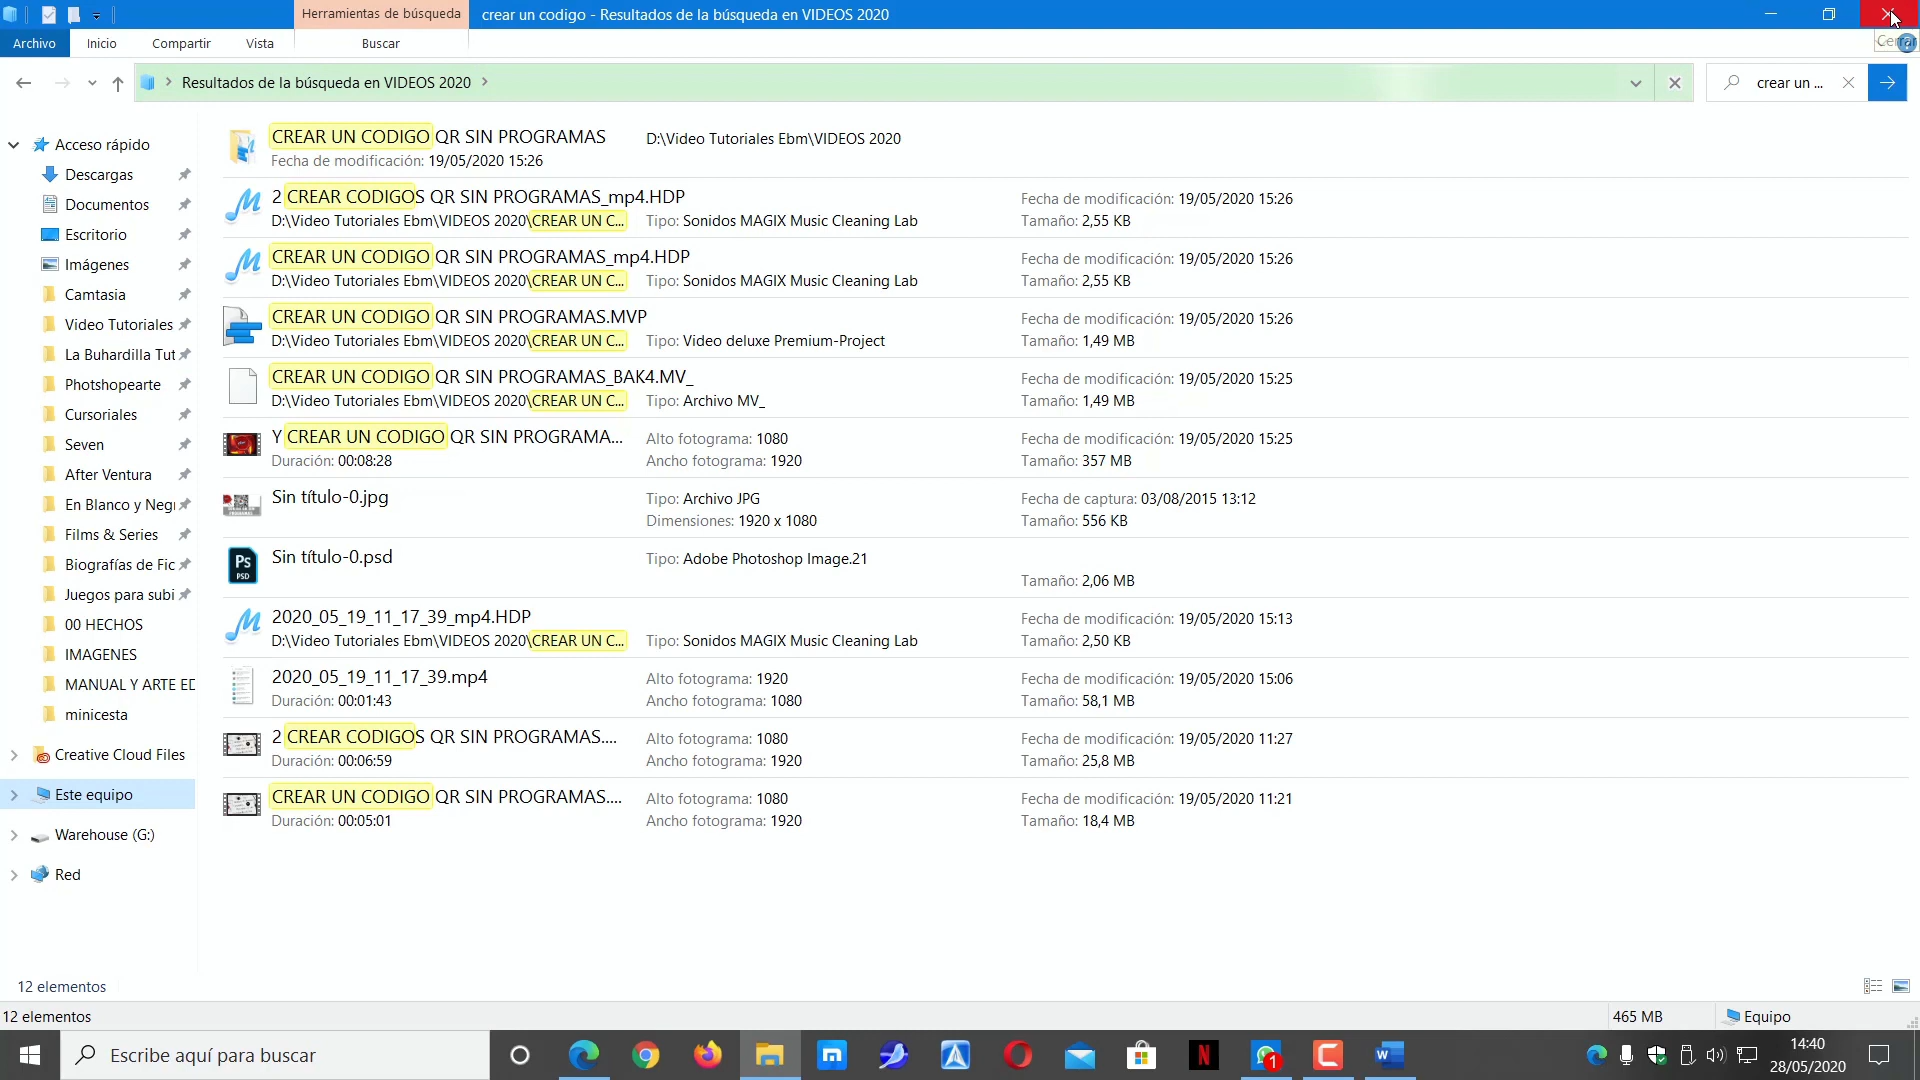 Herramientas de búsqueda
crear un codigo - Resultados de la búsqueda en VIDEOS 2020
Archivo
Inicio
Compartir
Vista
Buscar
Resultados de la búsqueda en VIDEOS 2020
crear un ...
Acceso rápido
Descargas
Documentos
Escritorio
Imágenes
Camtasia
Video Tutoriales
La Buhardilla Tut
Photshopearte
Cursoriales
Seven
After Ventura
En Blanco y Neg
Films & Series
Biografías de Fic
Juegos para subi
00 HECHOS
IMAGENES
MANUAL Y ARTE ED
minicesta
Creative Cloud Files
Este equipo
Warehouse (G:)
Red
CREAR UN CODIGO QR SIN PROGRAMAS D:\Video Tutoriales Ebm\VIDEOS 2020
Fecha de modificación: 19/05/2020 15:26
2 CREAR CODIGOS QR SIN PROGRAMAS_mp4.HDP Fecha de modificación: 19/05/2020 15:26
D:\Video Tutoriales Ebm\VIDEOS 2020\CREAR UN C... Tipo: Sonidos MAGIX Music Cleaning Lab Tamaño: 2,55 KB
CREAR UN CODIGO QR SIN PROGRAMAS_mp4.HDP Fecha de modificación: 19/05/2020 15:26
D:\Video Tutoriales Ebm\VIDEOS 2020\CREAR UN C... Tipo: Sonidos MAGIX Music Cleaning Lab Tamaño: 2,55 KB
CREAR UN CODIGO QR SIN PROGRAMAS.MVP Fecha de modificación: 19/05/2020 15:26
D:\Video Tutoriales Ebm\VIDEOS 2020\CREAR UN C... Tipo: Video deluxe Premium-Project Tamaño: 1,49 MB
CREAR UN CODIGO QR SIN PROGRAMAS_BAK4.MV_ Fecha de modificación: 19/05/2020 15:25
D:\Video Tutoriales Ebm\VIDEOS 2020\CREAR UN C... Tipo: Archivo MV_ Tamaño: 1,49 MB
Y CREAR UN CODIGO QR SIN PROGRAMA... Alto fotograma: 1080 Fecha de modificación: 19/05/2020 15:25
Duración: 00:08:28 Ancho fotograma: 1920 Tamaño: 357 MB
Sin título-0.jpg Tipo: Archivo JPG Fecha de captura: 03/08/2015 13:12
Dimensiones: 1920 x 1080 Tamaño: 556 KB
Sin título-0.psd Tipo: Adobe Photoshop Image.21
Tamaño: 2,06 MB
2020_05_19_11_17_39_mp4.HDP Fecha de modificación: 19/05/2020 15:13
D:\Video Tutoriales Ebm\VIDEOS 2020\CREAR UN C... Tipo: Sonidos MAGIX Music Cleaning Lab Tamaño: 2,50 KB
2020_05_19_11_17_39.mp4 Alto fotograma: 1920 Fecha de modificación: 19/05/2020 15:06
Duración: 00:01:43 Ancho fotograma: 1080 Tamaño: 58,1 MB
2 CREAR CODIGOS QR SIN PROGRAMAS.... Alto fotograma: 1080 Fecha de modificación: 19/05/2020 11:27
Duración: 00:06:59 Ancho fotograma: 1920 Tamaño: 25,8 MB
CREAR UN CODIGO QR SIN PROGRAMAS.... Alto fotograma: 1080 Fecha de modificación: 19/05/2020 11:21
Duración: 00:05:01 Ancho fotograma: 1920 Tamaño: 18,4 MB
12 elementos
12 elementos
465 MB
Equipo
Escribe aquí para buscar
1
14:40
28/05/2020